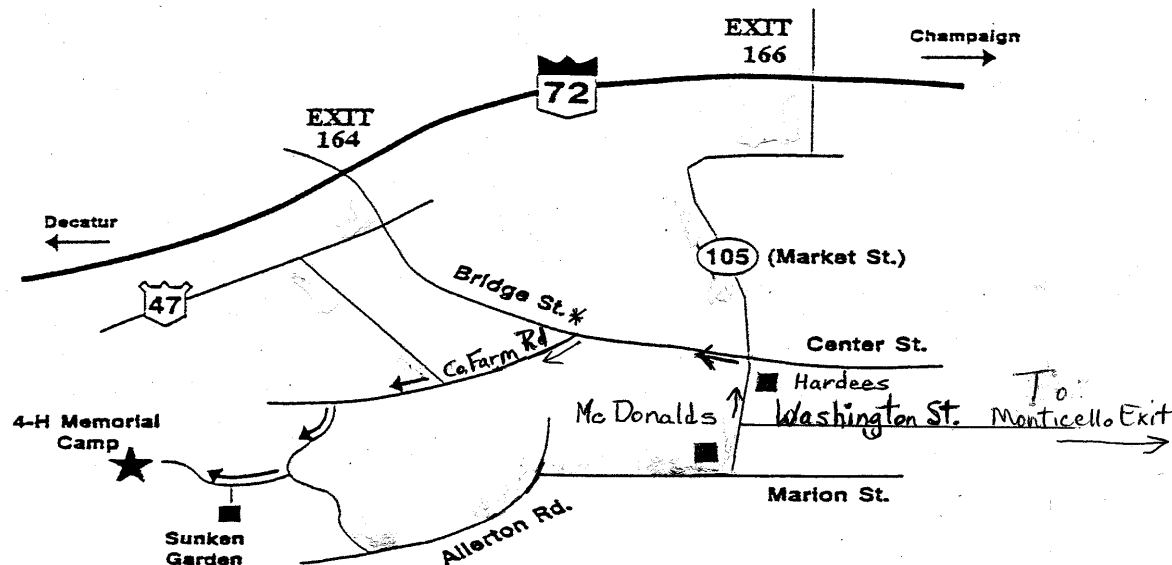 EXIT
166
Champaign
72
EXIT
164
Decatur
105 (Market St.)
47
Bridge St.*
Co. Farm Rd
Center St.
Hardees
To:
Mc Donalds
Washington St.
Monticello Exit
4-H Memorial
Camp
Marion St.
Sunken
Garden
Allerton Rd.